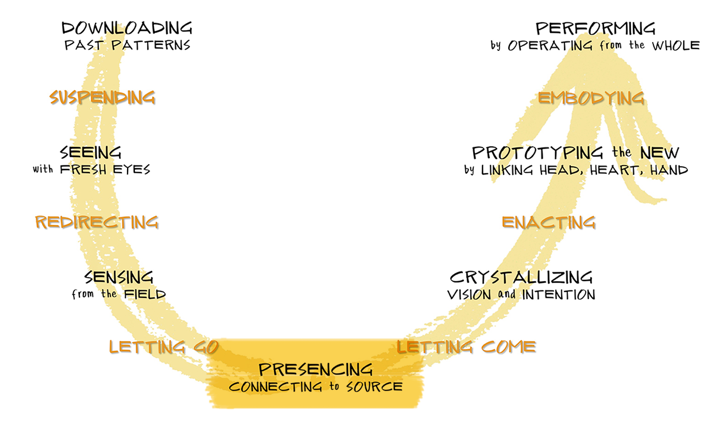 DOWNLOADING
PAST PATTERNS
SUSPENDING
SEEING
with FRESH EYES
REDIRECTING
SENSING
from the FIELD
LETTING GO
PRESENCING
CONNECTING to SOURCE
LETTING COME
CRYSTALLIZING
VISION and INTENTION
ENACTING
PROTOTYPING the NEW
by LINKING HEAD, HEART, HAND
EMBODYING
PERFORMING
by OPERATING from the WHOLE